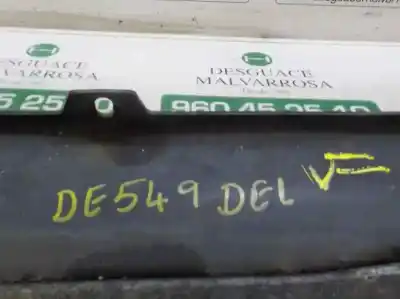 DESGUACE
MALVARROSA
DESGUACE
MALVARROSA
5 25
960 45 25 40
DE549 DEL V